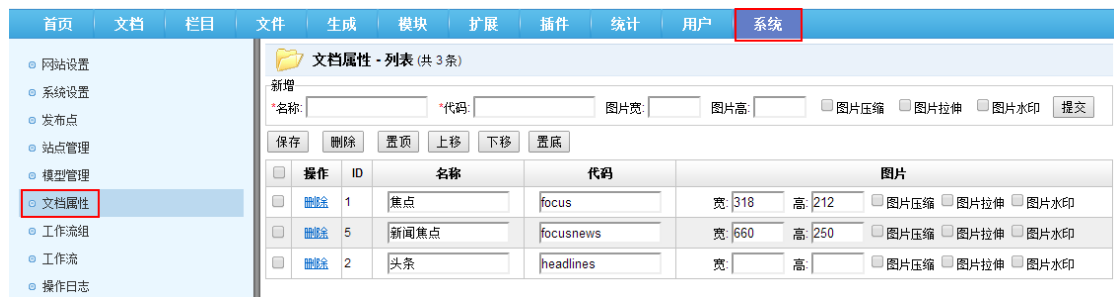 首页 文档 栏目 文件 生成 模块 扩展 插件 统计 用户 系统
网站设置
系统设置
发布点
站点管理
模型管理
文档属性
工作流组
工作流
操作日志
文档属性 - 列表 (共 3 条)
新增
*名称: *代码: 图片宽: 图片高: 图片压缩 图片拉伸 图片水印 提交
保存 删除 置顶 上移 下移 置底
操作 ID 名称 代码 图片
删除 1 焦点 focus 宽: 318 高: 212 图片压缩 图片拉伸 图片水印
删除 5 新闻焦点 focusnews 宽: 660 高: 250 图片压缩 图片拉伸 图片水印
删除 2 头条 headlines 宽: 高: 图片压缩 图片拉伸 图片水印